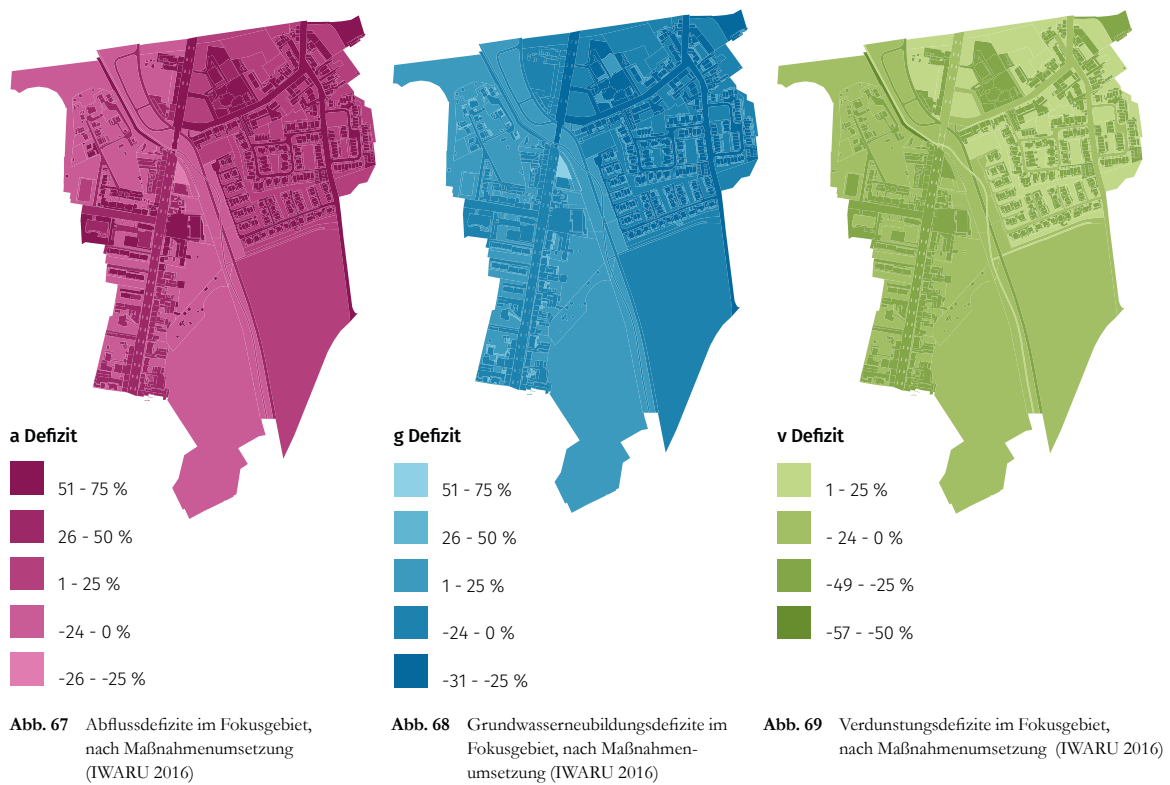 a Defizit
51 - 75 %
26 - 50 %
1 - 25 %
-24 - 0 %
-26 - -25 %
Abb. 67 Abflussdefizite im Fokusgebiet,
nach Maßnahmenumsetzung
(IWARU 2016)
g Defizit
51 - 75 %
26 - 50 %
1 - 25 %
-24 - 0 %
-31 - -25 %
Abb. 68 Grundwasserneubildungsdefizite im
Fokusgebiet, nach Maßnahmen-
umsetzung (IWARU 2016)
v Defizit
1 - 25 %
- 24 - 0 %
-49 - -25 %
-57 - -50 %
Abb. 69 Verdunstungsdefizite im Fokusgebiet,
nach Maßnahmenumsetzung (IWARU 2016)